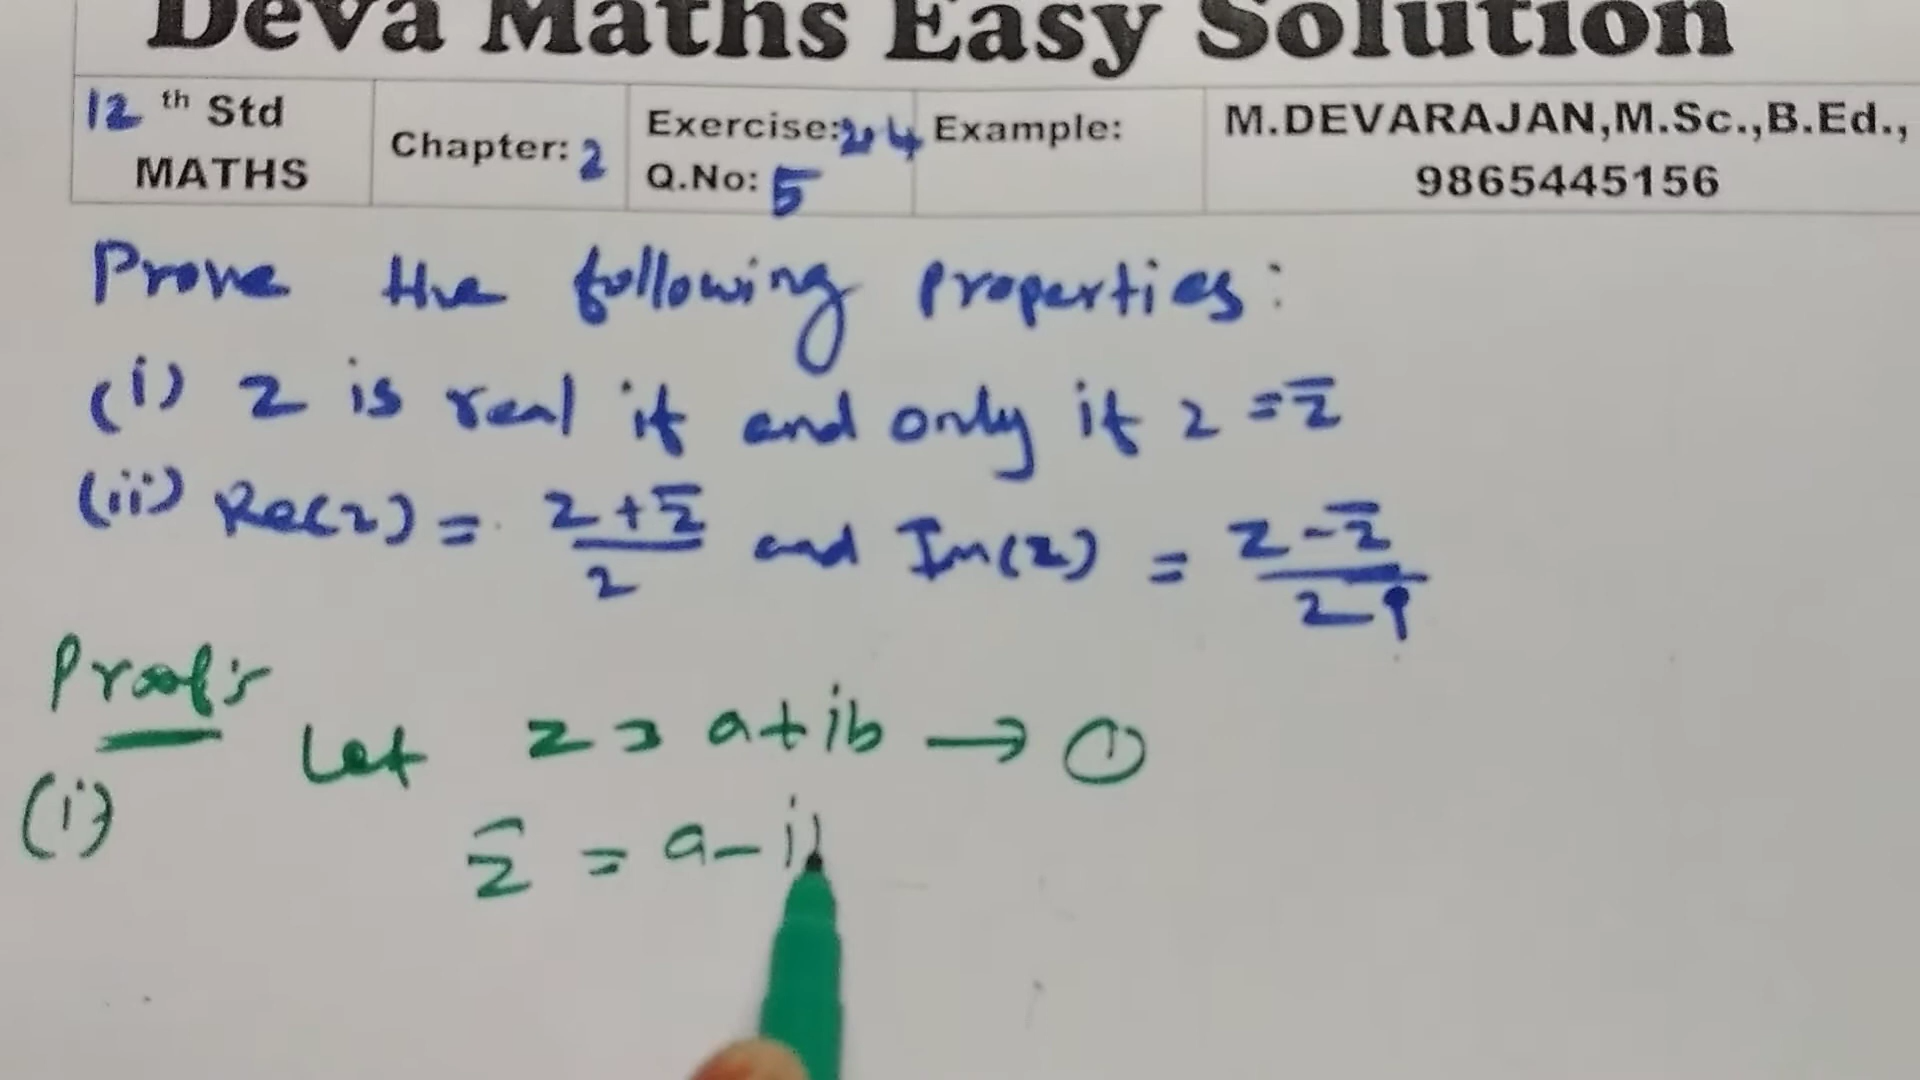 Deva Maths Easy Solution
12th Std MATHS
Chapter: 2
Exercise: 2.4
Q.No: 5
Example:
M.DEVARAJAN,M.Sc.,B.Ed.,
9865445156
Prove the following Properties:
(i) z is real if and only if z = z̅
(ii) Re(z) = z + z̅ / 2 and Im(z) = z - z̅ / 2i
Proof:
(i) Let z = a+ib → ①
z̅ = a-i